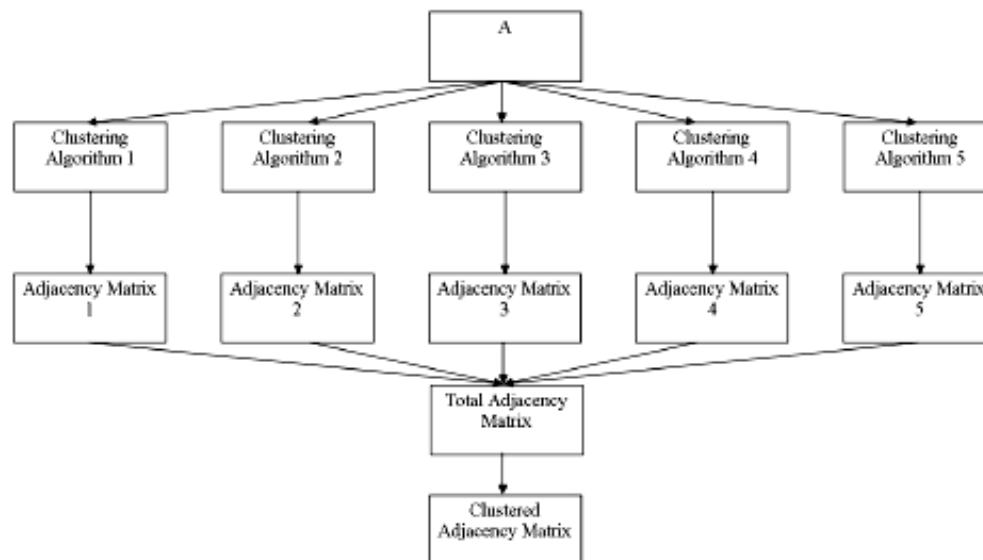 A
Clustering
Algorithm 1
Clustering
Algorithm 2
Clustering
Algorithm 3
Clustering
Algorithm 4
Clustering
Algorithm 5
Adjacency Matrix
1
Adjacency Matrix
2
Adjacency Matrix
3
Adjacency Matrix
4
Adjacency Matrix
5
Total Adjacency
Matrix
Clustered
Adjacency Matrix